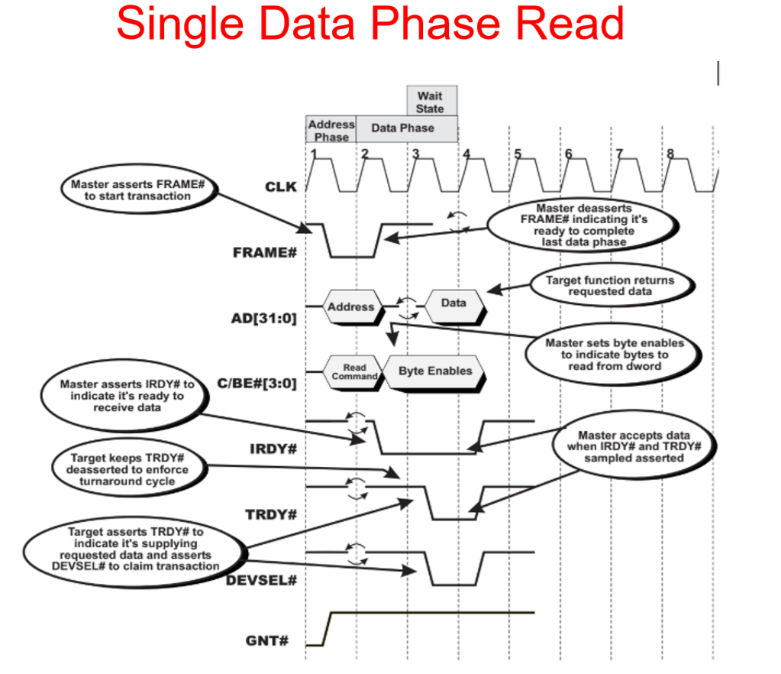 Single Data Phase Read
Wait
State
Address
Phase
Data Phase
1
2
3
4
5
6
7
8
CLK
Master asserts FRAME#
to start transaction
FRAME#
Master deasserts
FRAME# indicating it's
ready to complete
last data phase
Target function returns
requested data
AD[31:0]
Address
Data
Master sets byte enables
to indicate bytes to
read from dword
C/BE#[3:0]
Read
Command
Byte Enables
Master asserts IRDY# to
indicate it's ready to
receive data
IRDY#
Master accepts data
when IRDY# and TRDY#
sampled asserted
Target keeps TRDY#
deasserted to enforce
turnaround cycle
TRDY#
Target asserts TRDY# to
indicate it's supplying
requested data and asserts
DEVSEL# to claim transaction
DEVSEL#
GNT#